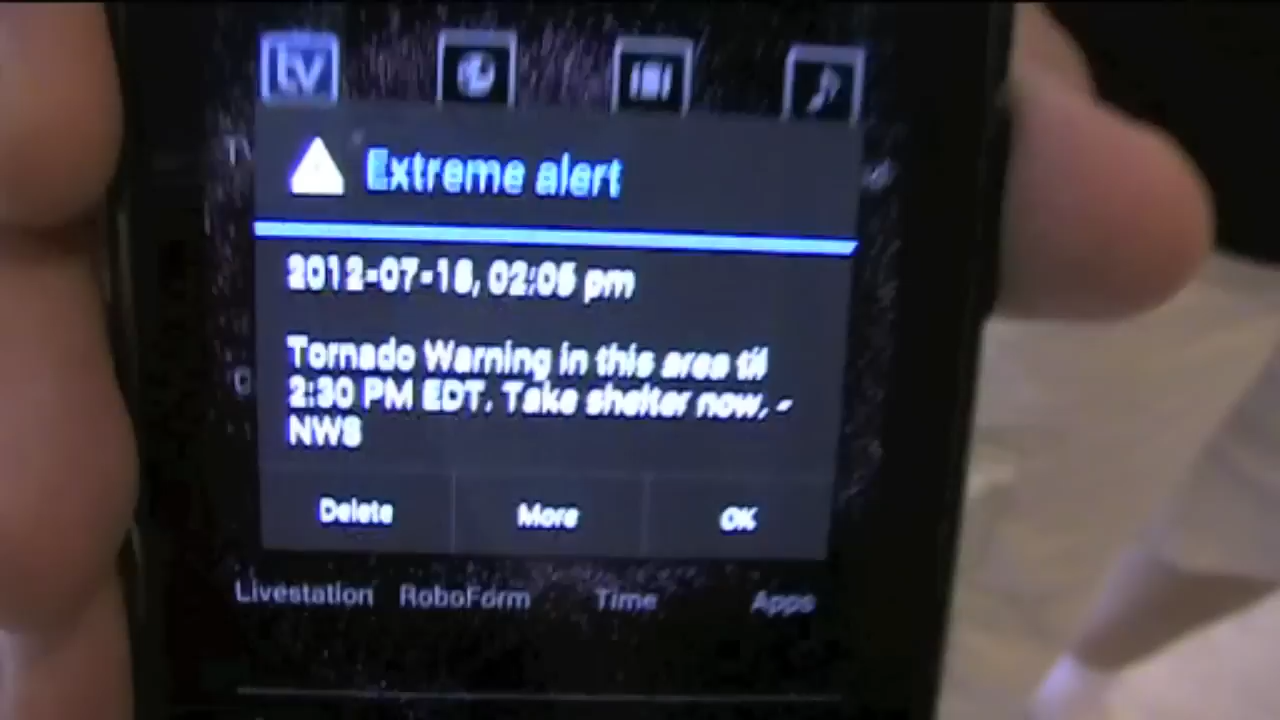 tv
Extreme alert
2012-07-18, 02:05 pm
Tornado Warning in this area til
2:30 PM EDT. Take shelter now. -
NWS
Delete More OK
Livestation RoboForm Time Apps